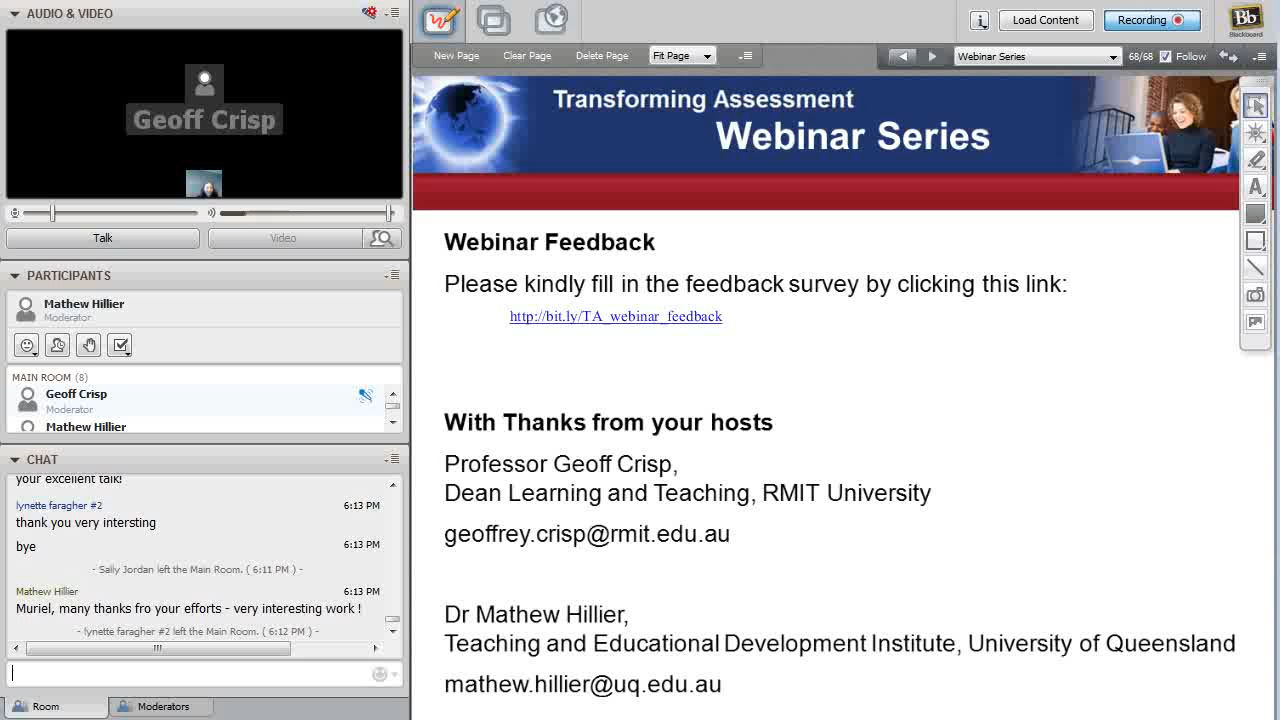 AUDIO & VIDEO
Geoff Crisp
Talk
Video
PARTICIPANTS
Mathew Hillier
Moderator
MAIN ROOM (8)
Geoff Crisp
Moderator
Mathew Hillier
CHAT
your excellent talk!
lynette faragher #2 6:13 PM
thank you very intersting
bye 6:13 PM
- Sally Jordan left the Main Room. ( 6:11 PM ) -
Mathew Hillier 6:13 PM
Muriel, many thanks fro your efforts - very interesting work !
- lynette faragher #2 left the Main Room. ( 6:12 PM ) -
Room
Moderators
Load Content
Recording
Bb
Blackboard
New Page
Clear Page
Delete Page
Fit Page
Webinar Series
68/68
Follow
Transforming Assessment
Webinar Series
Webinar Feedback
Please kindly fill in the feedback survey by clicking this link:
http://bit.ly/TA_webinar_feedback
With Thanks from your hosts
Professor Geoff Crisp,
Dean Learning and Teaching, RMIT University
geoffrey.crisp@rmit.edu.au
Dr Mathew Hillier,
Teaching and Educational Development Institute, University of Queensland
mathew.hillier@uq.edu.au